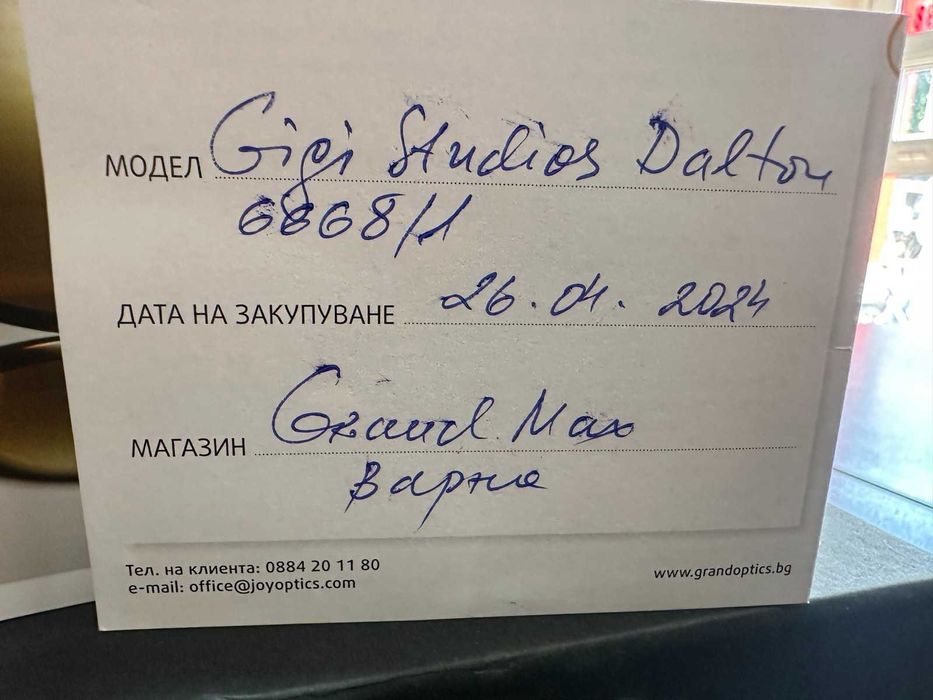 МОДЕЛ Gigi Studios Dalton
6868/1
ДАТА НА ЗАКУПУВАНЕ 26.04.2024
МАГАЗИН Grand Max
Варна
Тел. на клиента: 0884 20 11 80
e-mail: office@joyoptics.com
www.grandoptics.bg